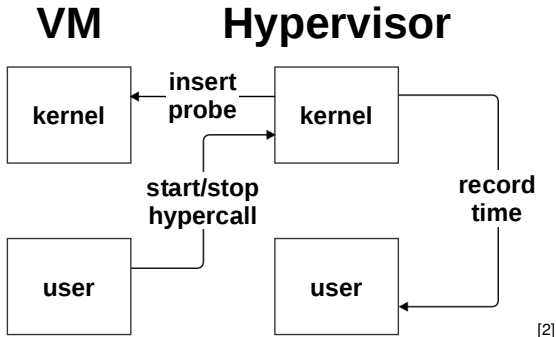 VM Hypervisor
insert
probe
kernel
kernel
start/stop
hypercall
record
time
user
user
[2]